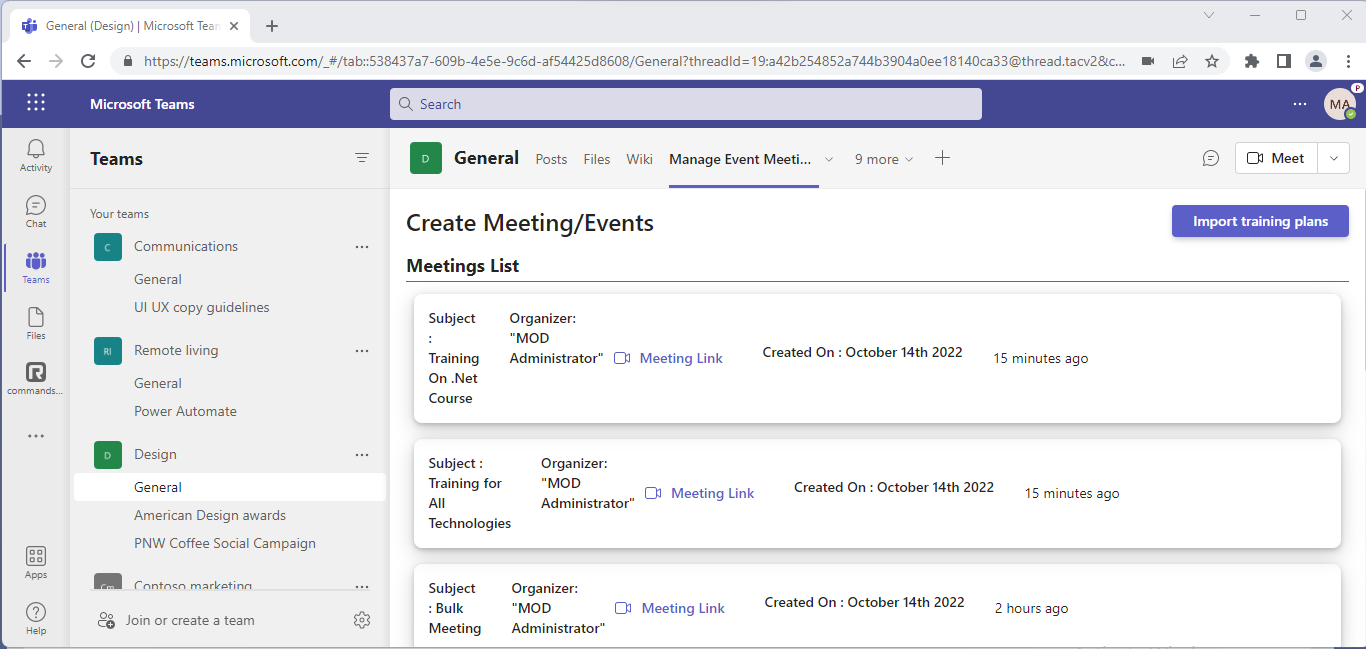 General (Design) | Microsoft Tean
https://teams.microsoft.com/_#/tab::538437a7-609b-4e5e-9c6d-af54425d8608/General?threadId=19:a42b254852a744b3904a0ee18140ca33@thread.tacv2&c...
Microsoft Teams
Search
...
MA
P
Activity
Chat
Teams
Files
commands...
...
Apps
Help
Teams
Your teams
C Communications ...
General
UI UX copy guidelines
Rl Remote living ...
General
Power Automate
D Design ...
General
American Design awards
PNW Coffee Social Campaign
Cm Contoso marketing ...
Join or create a team
D General Posts Files Wiki Manage Event Meeti... 9 more
Meet
Create Meeting/Events
Import training plans
Meetings List
Subject
:
Training
On .Net
Course
Organizer:
"MOD
Administrator"
Meeting Link
Created On : October 14th 2022
15 minutes ago
Subject :
Training for
All
Technologies
Organizer:
"MOD
Administrator"
Meeting Link
Created On : October 14th 2022
15 minutes ago
Subject
: Bulk
Meeting
Organizer:
"MOD
Administrator"
Meeting Link
Created On : October 14th 2022
2 hours ago